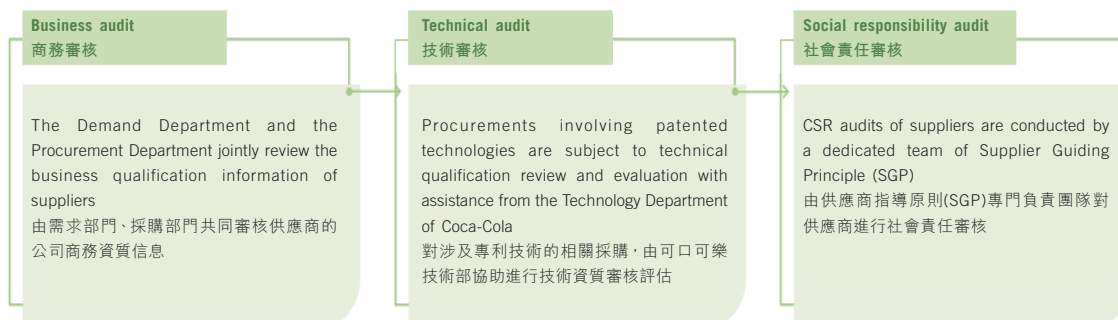 Business audit
商務審核
The Demand Department and the
Procurement Department jointly review the
business qualification information of
suppliers
由需求部門、採購部門共同審核供應商的
公司商務資質信息
Technical audit
技術審核
Procurements involving patented
technologies are subject to technical
qualification review and evaluation with
assistance from the Technology Department
of Coca-Cola
對涉及專利技術的相關採購，由可口可樂
技術部協助進行技術資質審核評估
Social responsibility audit
社會責任審核
CSR audits of suppliers are conducted by
a dedicated team of Supplier Guiding
Principle (SGP)
由供應商指導原則(SGP)專門負責團隊對
供應商進行社會責任審核